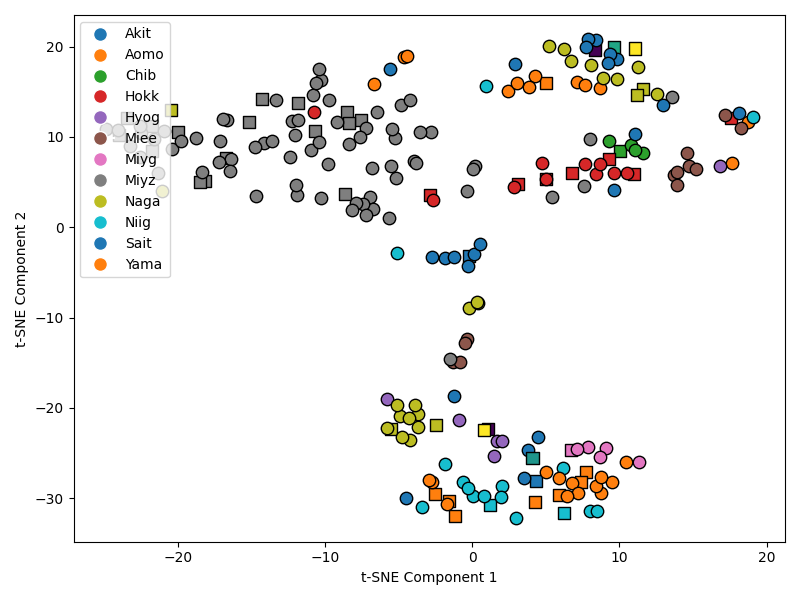 20
10
0
−10
−20
−30
−20
−10
0
10
20
t-SNE Component 2
t-SNE Component 1
Akit
Aomo
Chib
Hokk
Hyog
Miee
Miyg
Miyz
Naga
Niig
Sait
Yama